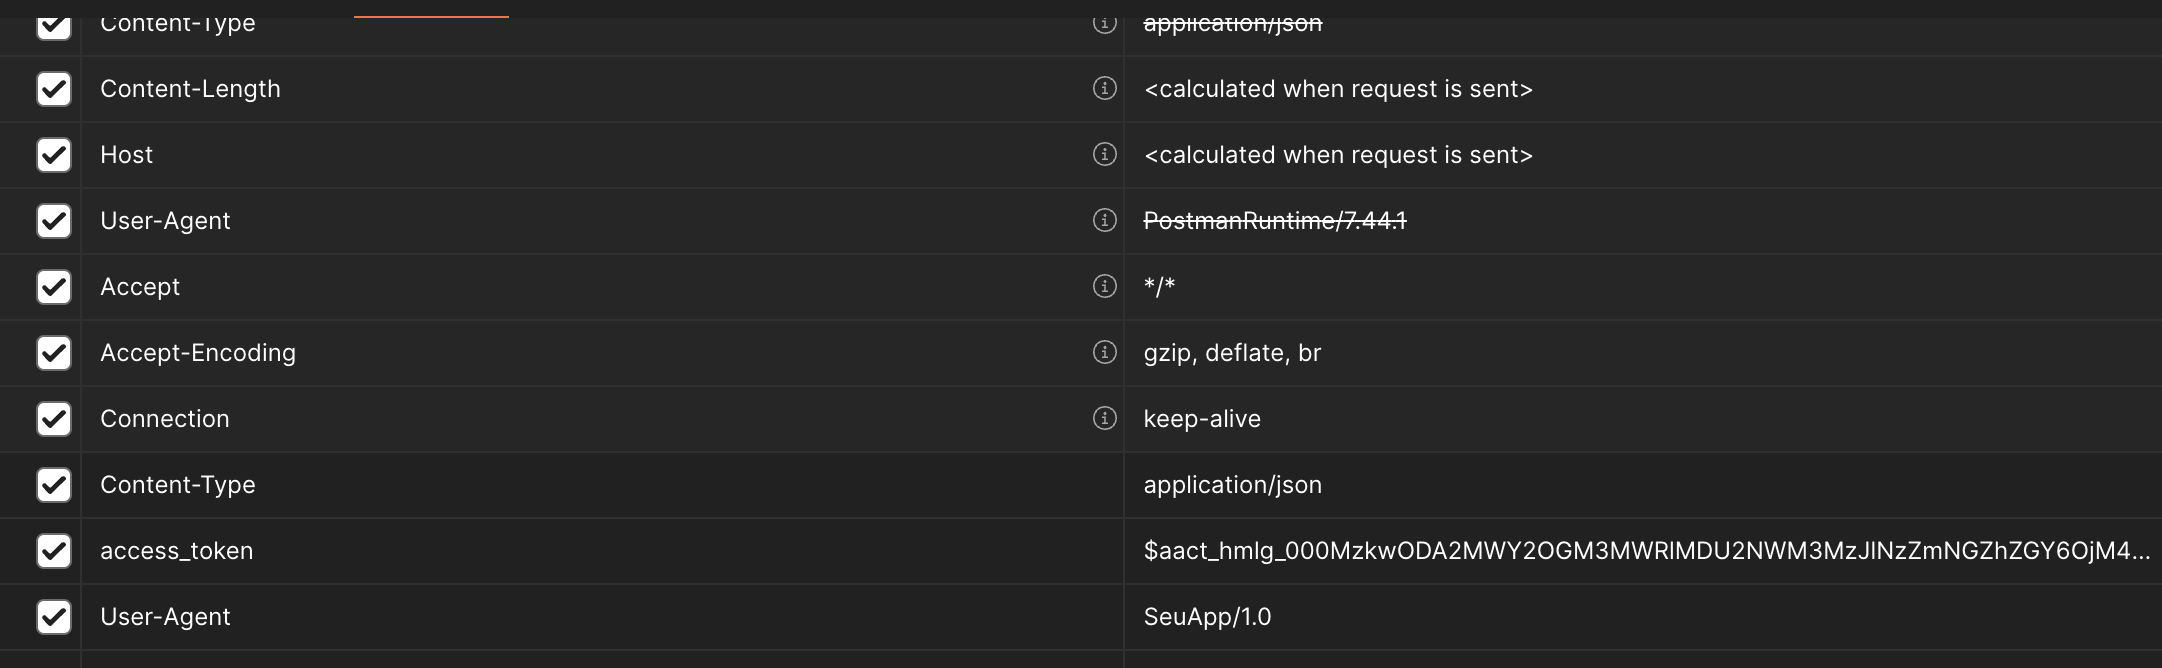 Content-Type application/json
Content-Length <calculated when request is sent>
Host <calculated when request is sent>
User-Agent PostmanRuntime/7.44.1
Accept */*
Accept-Encoding gzip, deflate, br
Connection keep-alive
Content-Type application/json
access_token $aact_hmlg_000MzkwODA2MWY2OGM3MWRlMDU2NWM3MzJlNzZmNGZhZGY6OjM4...
User-Agent SeuApp/1.0